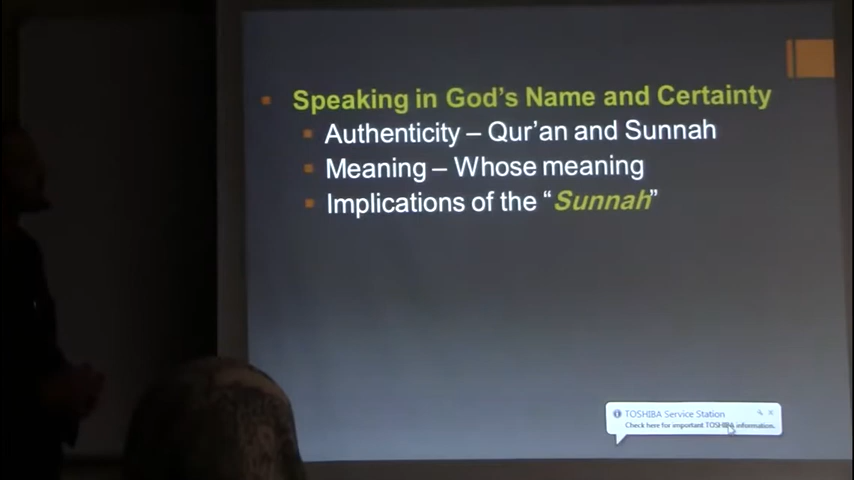 Speaking in God's Name and Certainty
Authenticity – Qur'an and Sunnah
Meaning – Whose meaning
Implications of the “Sunnah”
TOSHIBA Service Station
Check here for important TOSHIBA information.